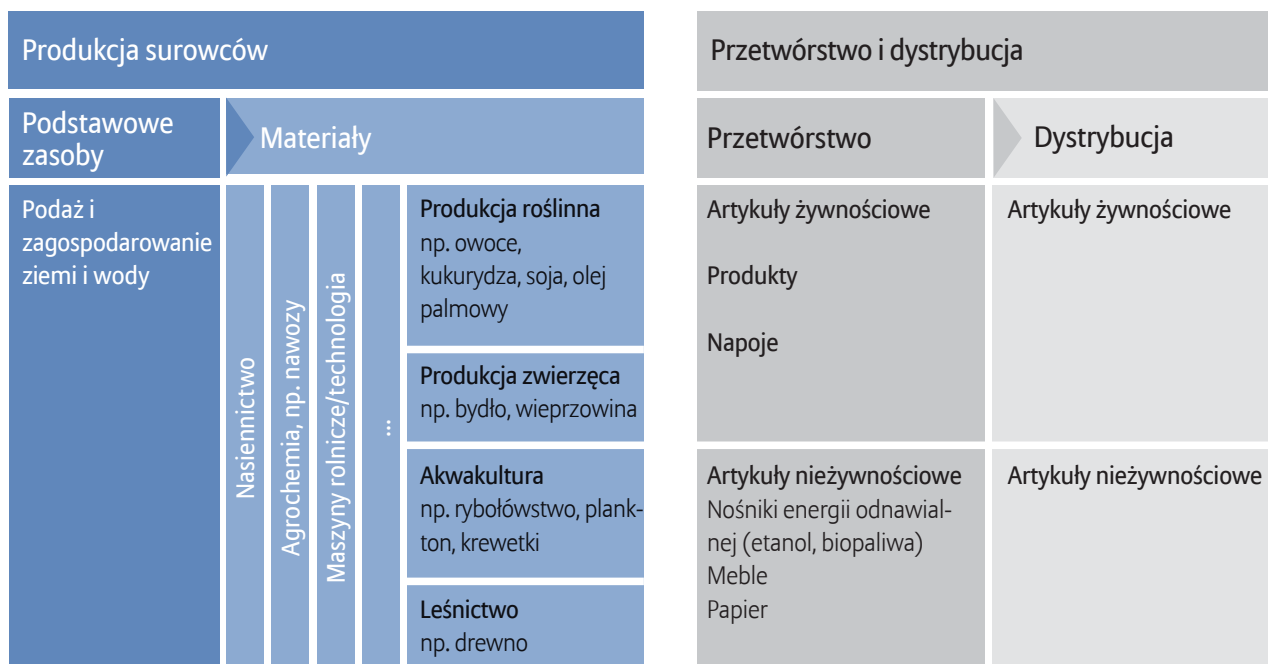 Produkcja surowców
Podstawowe
zasoby
Materiały
Podaż i
zagospodarowanie
ziemi i wody
Nasiennictwo
Agrochemia, np. nawozy
Maszyny rolnicze/technologia
...
Produkcja roślinna
np. owoce,
kukurydza, soja, olej
palmowy
Produkcja zwierzęca
np. bydło, wieprzowina
Akwakultura
np. rybołówstwo, plank-
ton, krewetki
Leśnictwo
np. drewno
Przetwórstwo i dystrybucja
Przetwórstwo
Dystrybucja
Artykuły żywnościowe
Produkty
Napoje
Artykuły żywnościowe
Artykuły nieżywnościowe
Nośniki energii odnawial-
nej (etanol, biopaliwa)
Meble
Papier
Artykuły nieżywnościowe